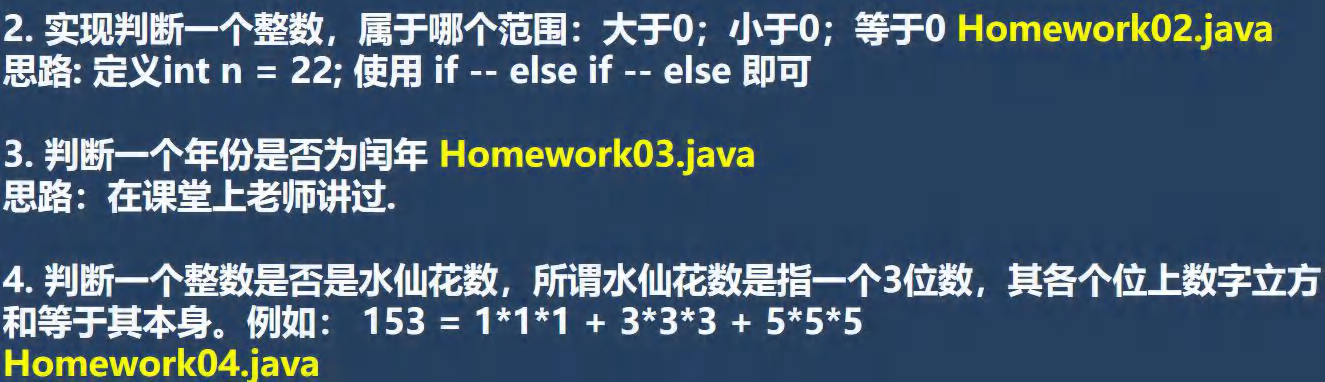 2. 实现判断一个整数，属于哪个范围：大于0；小于0；等于0 Homework02.java
思路: 定义int n = 22; 使用 if -- else if -- else 即可
3. 判断一个年份是否为闰年 Homework03.java
思路：在课堂上老师讲过.
4. 判断一个整数是否是水仙花数，所谓水仙花数是指一个3位数，其各个位上数字立方
和等于其本身。例如： 153 = 1*1*1 + 3*3*3 + 5*5*5
Homework04.java